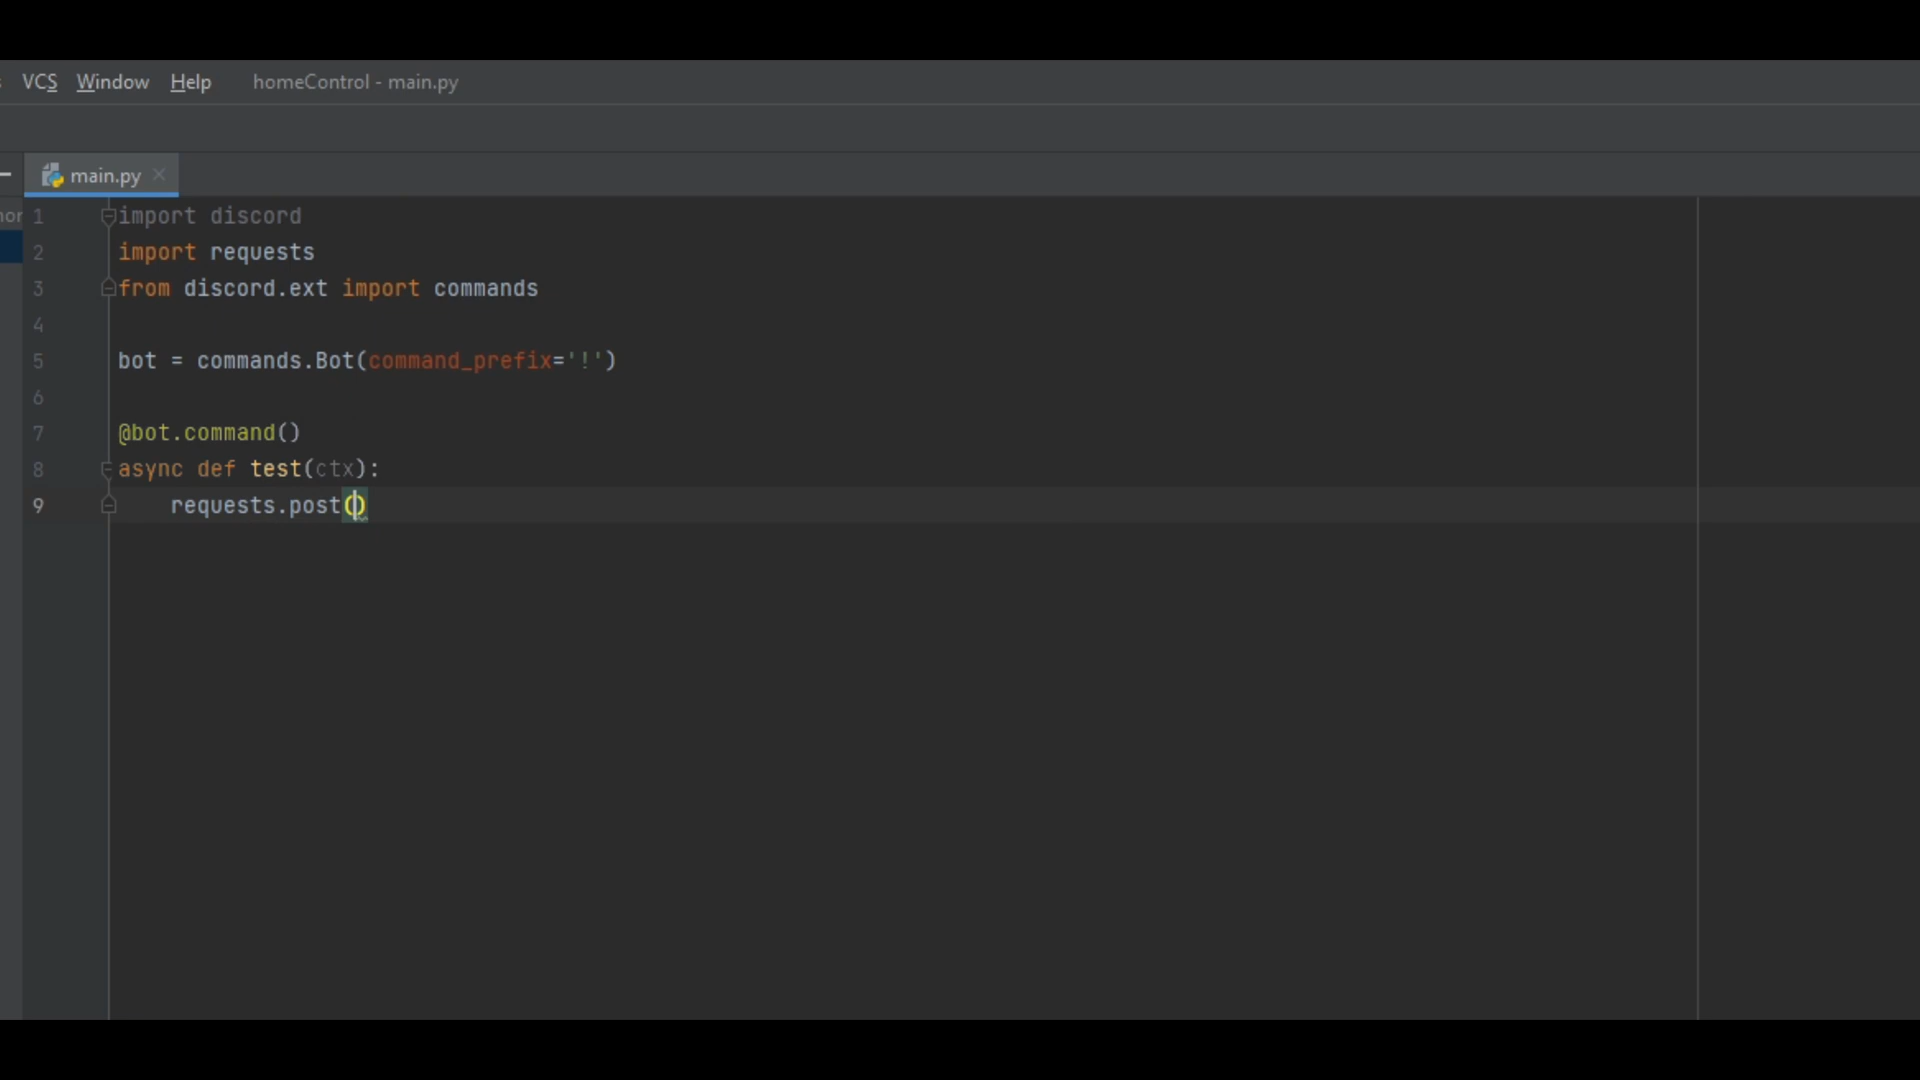 VCS Window Help homeControl - main.py
main.py
1 import discord
2 import requests
3 from discord.ext import commands
4
5 bot = commands.Bot(command_prefix='!')
6
7 @bot.command()
8 async def test(ctx):
9 requests.post()